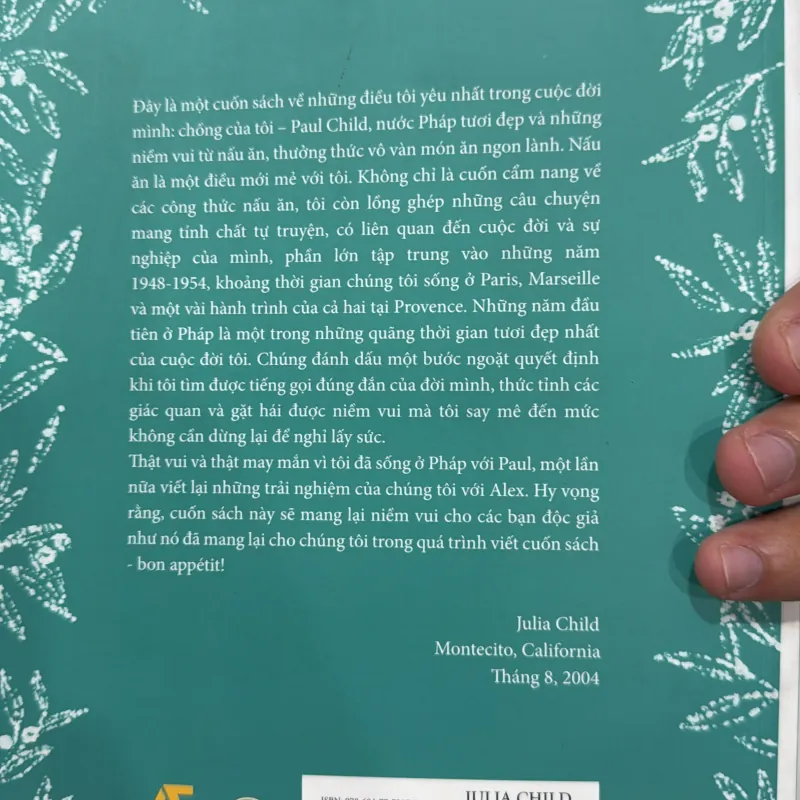 Đây là một cuốn sách về những điều tôi yêu nhất trong cuộc đời
mình: chồng của tôi – Paul Child, nước Pháp tươi đẹp và những
niềm vui từ nấu ăn, thưởng thức vô vàn món ăn ngon lành. Nấu
ăn là một điều mới mẻ với tôi. Không chỉ là cuốn cẩm nang về
các công thức nấu ăn, tôi còn lồng ghép những câu chuyện
mang tính chất tự truyện, có liên quan đến cuộc đời và sự
nghiệp của mình, phần lớn tập trung vào những năm
1948-1954, khoảng thời gian chúng tôi sống ở Paris, Marseille
và một vài hành trình của cả hai tại Provence. Những năm đầu
tiên ở Pháp là một trong những quãng thời gian tươi đẹp nhất
của cuộc đời tôi. Chúng đánh dấu một bước ngoặt quyết định
khi tôi tìm được tiếng gọi đúng đắn của đời mình, thức tỉnh các
giác quan và gặt hái được niềm vui mà tôi say mê đến mức
không cần dừng lại để nghỉ lấy sức.
Thật vui và thật may mắn vì tôi đã sống ở Pháp với Paul, một lần
nữa viết lại những trải nghiệm của chúng tôi với Alex. Hy vọng
rằng, cuốn sách này sẽ mang lại niềm vui cho các bạn độc giả
như nó đã mang lại cho chúng tôi trong quá trình viết cuốn sách
- bon appétit!
Julia Child
Montecito, California
Tháng 8, 2004
JULIA CHILD